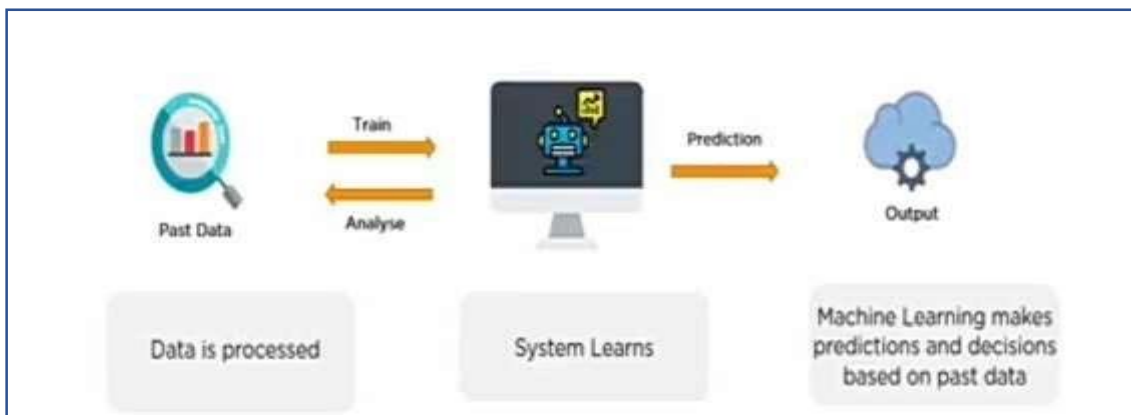 Train
Prediction
Past Data
Analyse
Output
Data is processed
System Learns
Machine Learning makes
predictions and decisions
based on past data